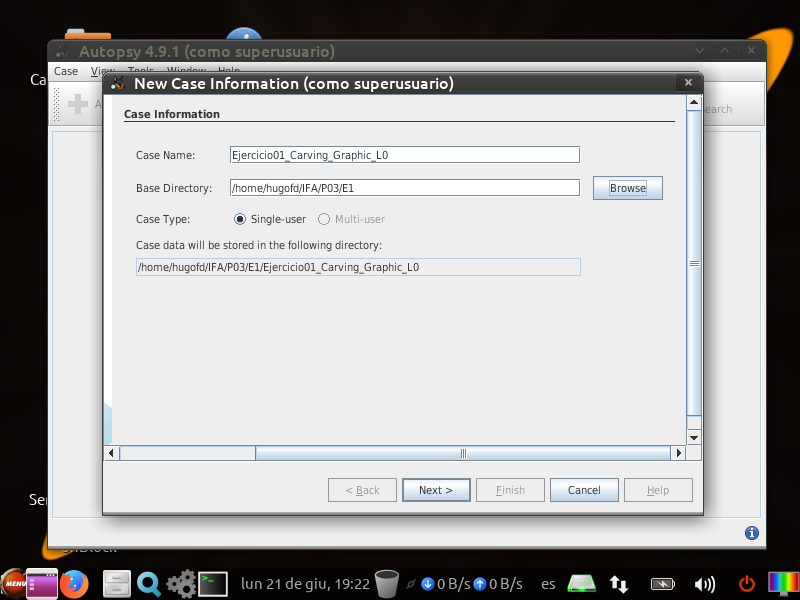 Ca
Autopsy 4.9.1 (como superusuario)
Case View Tools Window Help
New Case Information (como superusuario)
Case Information
Case Name: Ejercicio01_Carving_Graphic_L0
Base Directory: /home/hugofd/IFA/P03/E1 Browse
Case Type: Single-user Multi-user
Case data will be stored in the following directory:
/home/hugofd/IFA/P03/E1/Ejercicio01_Carving_Graphic_L0
< Back Next > Finish Cancel Help
A
earch
Se
MENU lun 21 de giu, 19:22 0 B/s 0 B/s es